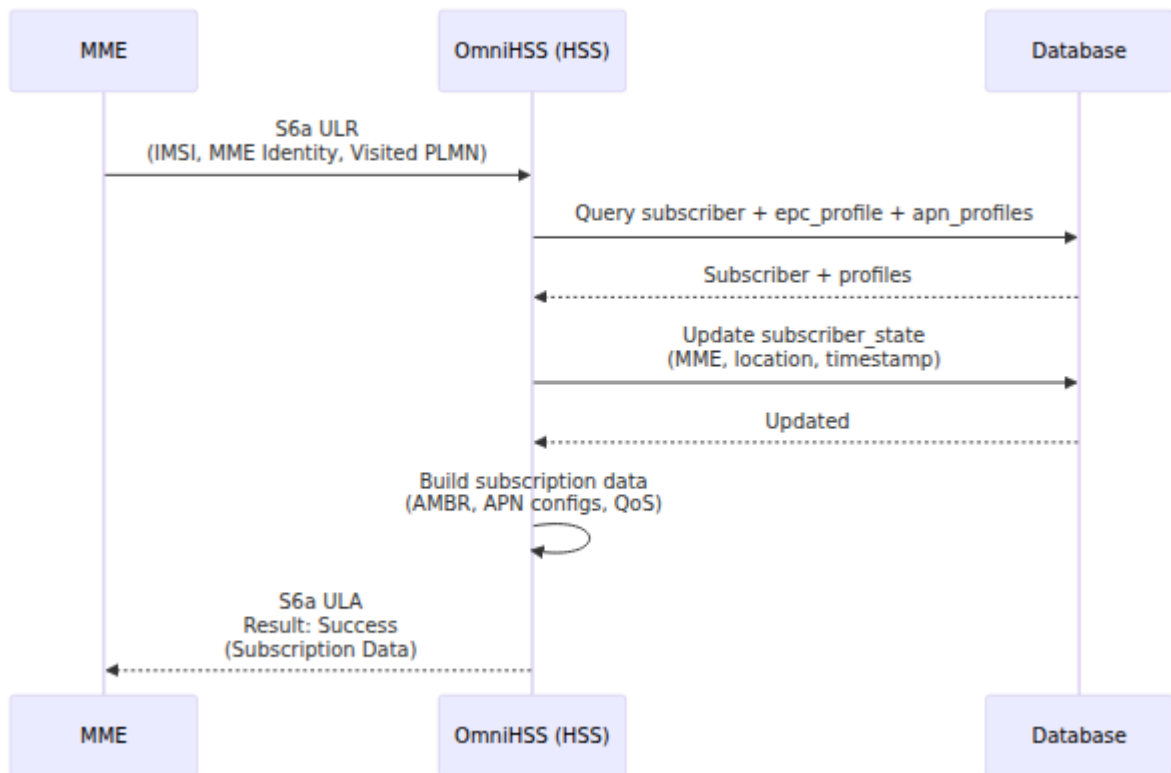 MME
OmniHSS (HSS)
Database
S6a ULR
(IMSI, MME Identity, Visited PLMN)
Query subscriber + epc_profile + apn_profiles
Subscriber + profiles
Update subscriber_state
(MME, location, timestamp)
Updated
Build subscription data
(AMBR, APN configs, QoS)
S6a ULA
Result: Success
(Subscription Data)
MME
OmniHSS (HSS)
Database